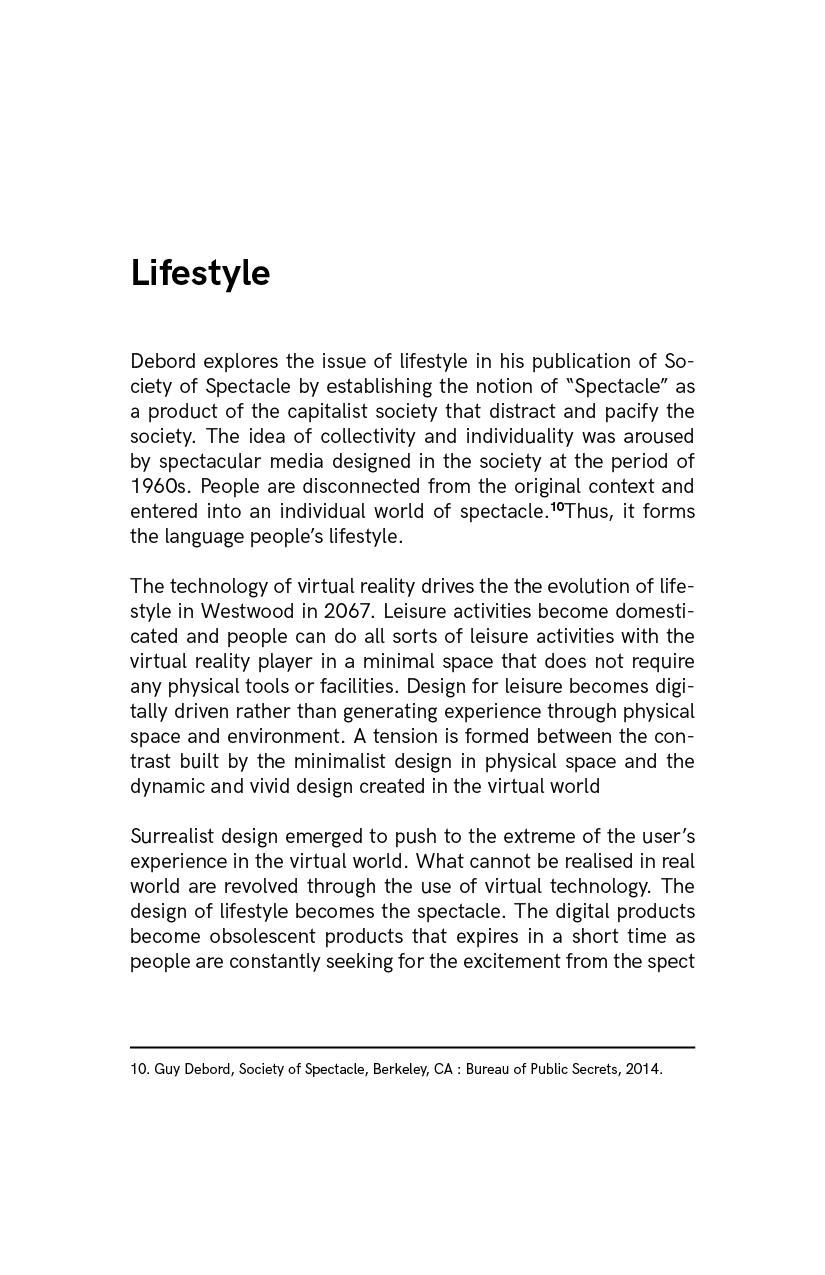 Lifestyle
Debord explores the issue of lifestyle in his publication of So-
ciety of Spectacle by establishing the notion of “Spectacle” as
a product of the capitalist society that distract and pacify the
society. The idea of collectivity and individuality was aroused
by spectacular media designed in the society at the period of
1960s. People are disconnected from the original context and
entered into an individual world of spectacle.¹⁰Thus, it forms
the language people’s lifestyle.
The technology of virtual reality drives the the evolution of life-
style in Westwood in 2067. Leisure activities become domesti-
cated and people can do all sorts of leisure activities with the
virtual reality player in a minimal space that does not require
any physical tools or facilities. Design for leisure becomes digi-
tally driven rather than generating experience through physical
space and environment. A tension is formed between the con-
trast built by the minimalist design in physical space and the
dynamic and vivid design created in the virtual world
Surrealist design emerged to push to the extreme of the user’s
experience in the virtual world. What cannot be realised in real
world are revolved through the use of virtual technology. The
design of lifestyle becomes the spectacle. The digital products
become obsolescent products that expires in a short time as
people are constantly seeking for the excitement from the spect
10. Guy Debord, Society of Spectacle, Berkeley, CA : Bureau of Public Secrets, 2014.